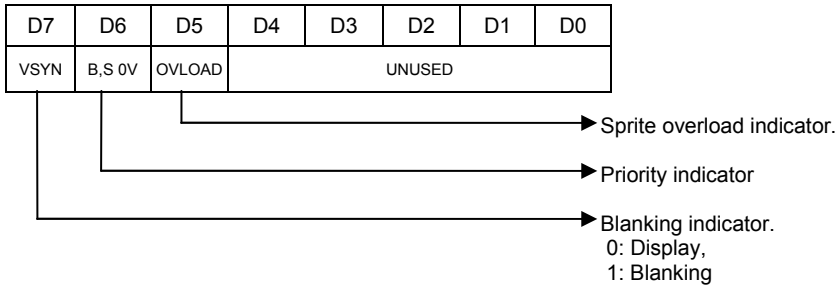 D7 D6 D5 D4 D3 D2 D1 D0
VSYN B,S 0V OVLOAD UNUSED
Sprite overload indicator.
Priority indicator
Blanking indicator.
0: Display,
1: Blanking